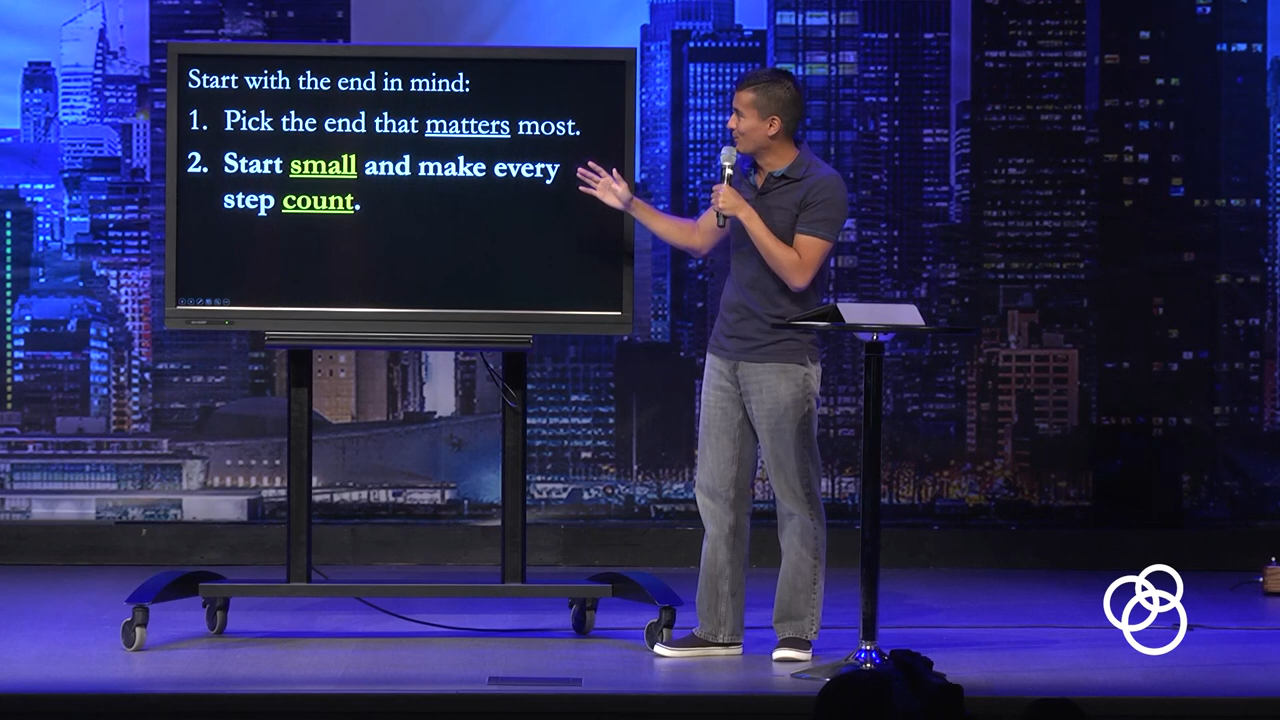 Start with the end in mind:
1. Pick the end that matters most.
2. Start small and make every
step count.